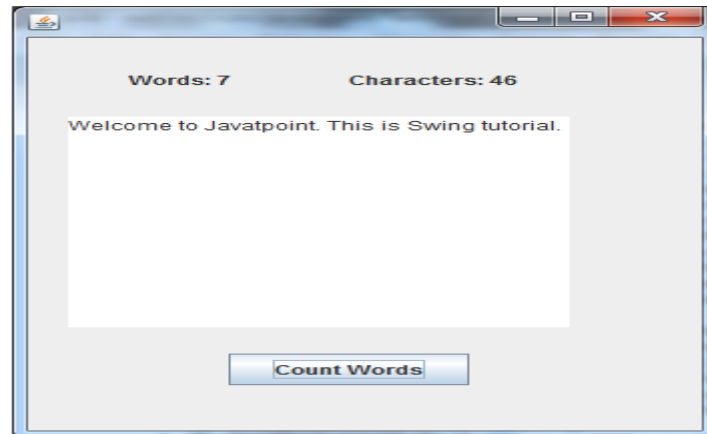 Words: 7 Characters: 46
Welcome to Javatpoint. This is Swing tutorial.
Count Words